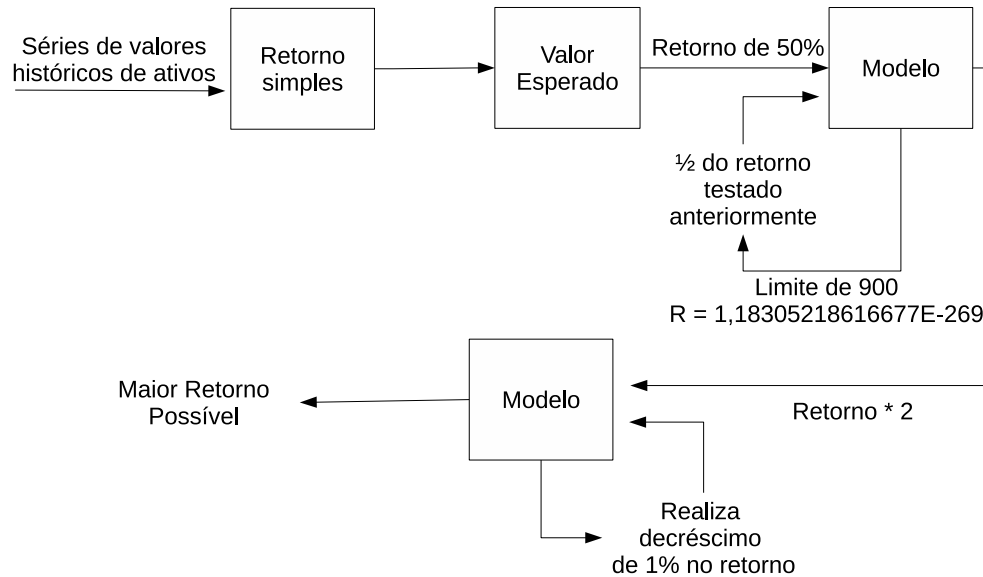 Séries de valores
históricos de ativos
Retorno
simples
Valor
Esperado
Retorno de 50%
Modelo
½ do retorno
testado
anteriormente
Limite de 900
R = 1,18305218616677E-269
Maior Retorno
Possível
Modelo
Retorno * 2
Realiza
decréscimo
de 1% no retorno